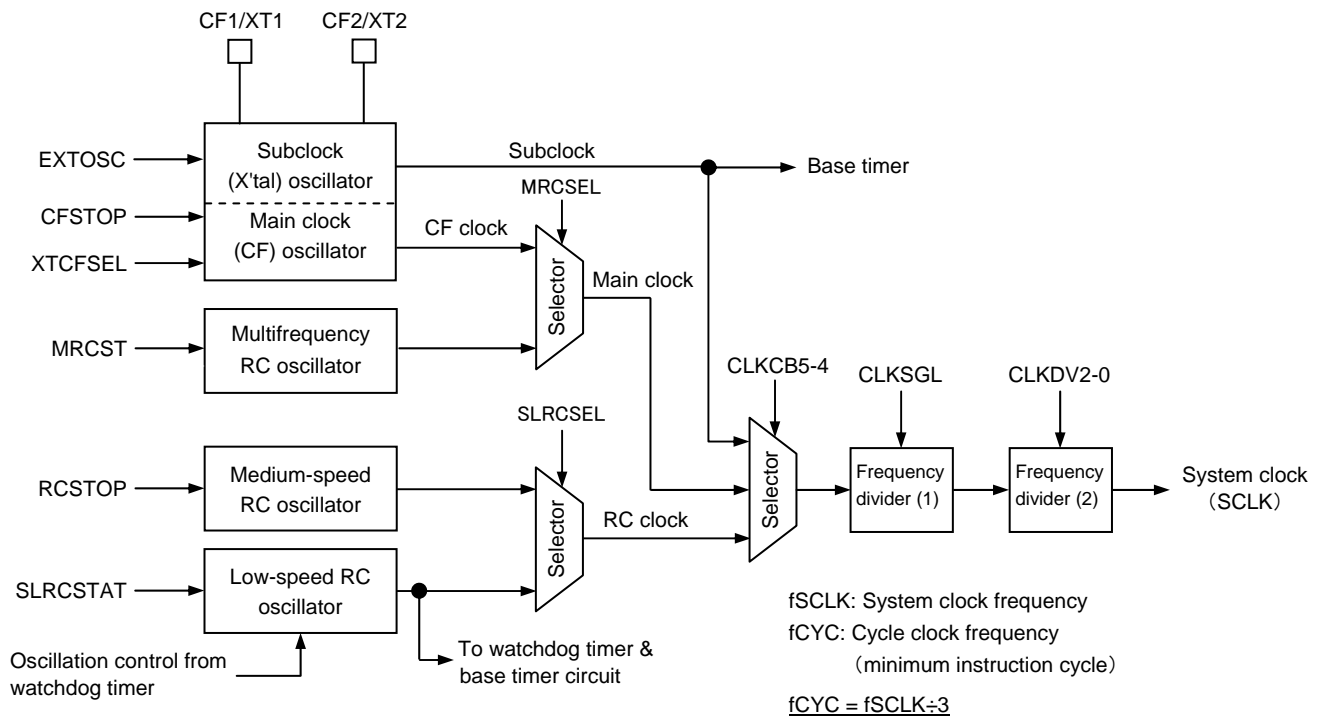 CF1/XT1
CF2/XT2
EXTOSC
CFSTOP
XTCFSEL
Subclock
(X'tal) oscillator
Main clock
(CF) oscillator
Subclock
Base timer
MRCSEL
CF clock
Selector
Main clock
MRCST
Multifrequency
RC oscillator
CLKCB5-4
CLKSGL
CLKDV2-0
SLRCSEL
RCSTOP
Medium-speed
RC oscillator
Selector
RC clock
Selector
Frequency
divider (1)
Frequency
divider (2)
System clock
（SCLK）
SLRCSTAT
Low-speed RC
oscillator
Oscillation control from
watchdog timer
To watchdog timer &
base timer circuit
fSCLK: System clock frequency
fCYC: Cycle clock frequency
（minimum instruction cycle）
fCYC = fSCLK÷3